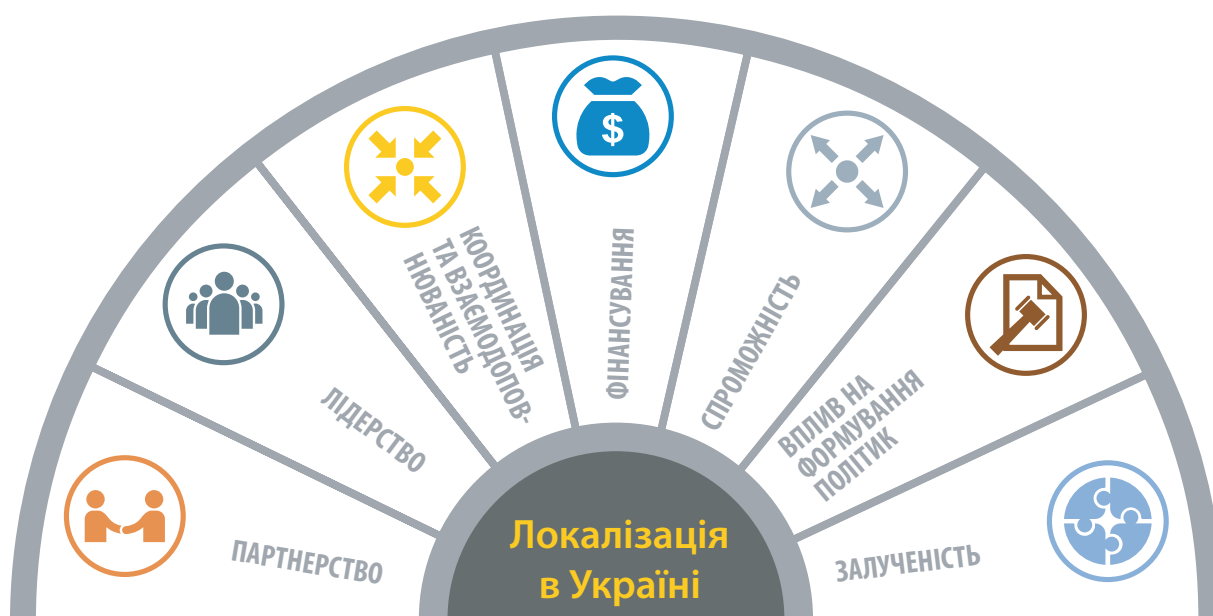 ПАРТНЕРСТВО
ЛІДЕРСТВО
КООРДИНАЦІЯ
ТА ВЗАЄМОДОПОВ-
НЮВАНІСТЬ
$
ФІНАНСУВАННЯ
СПРОМОЖНІСТЬ
ВПЛИВ НА
ФОРМУВАННЯ
ПОЛІТИК
ЗАЛУЧЕНІСТЬ
Локалізація
в Україні